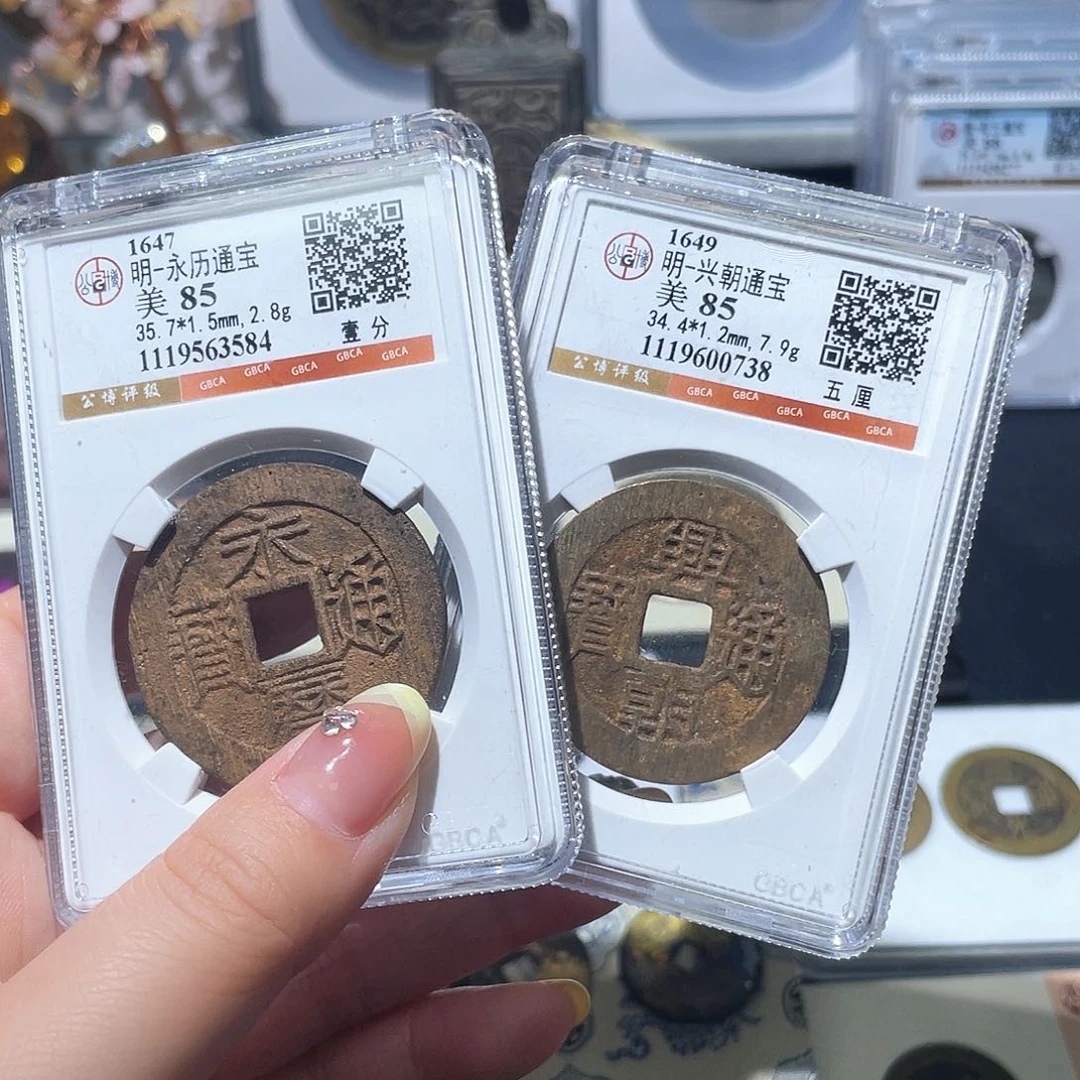 1647
明-永历通宝
美 85
35.7*1.5mm, 2.8g
1119563584
壹分
公博评级
GBCA GBCA GBCA GBCA GBCA
永
通
曆
寶
GBCA
1649
明-兴朝通宝
美 85
34.4*1.2mm, 7.9g
1119600738
五厘
公博评级
GBCA GBCA GBCA GBCA GBCA
興
寶 通
朝
GBCA